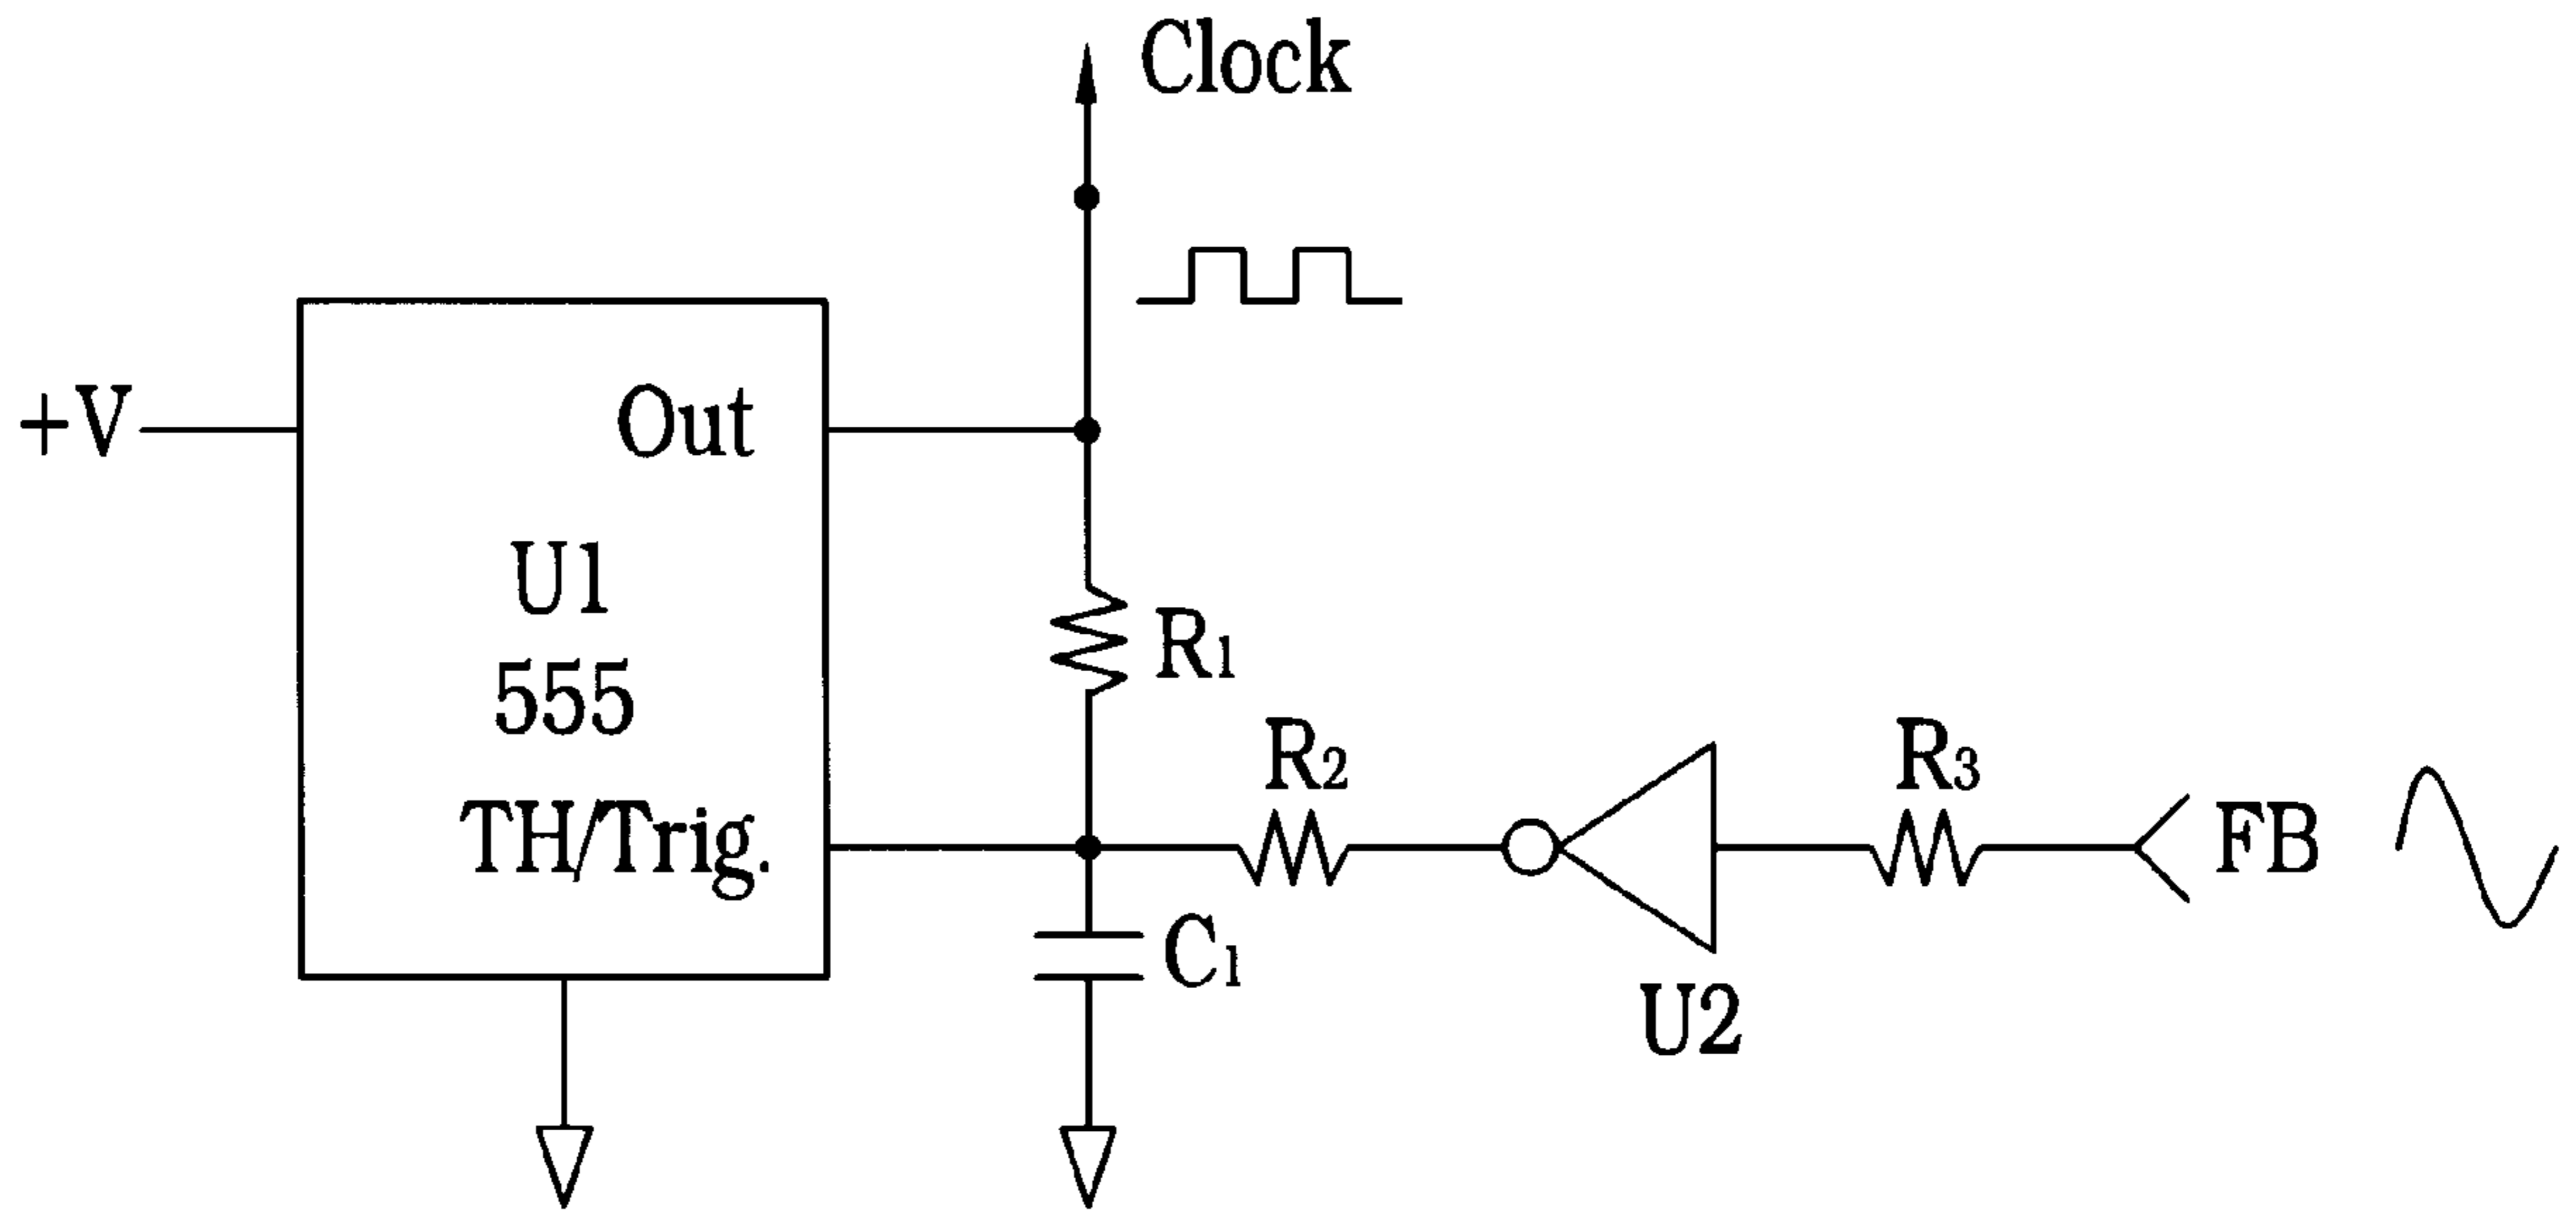 Clock
+V
Out
U1
555
TH/Trig.
R1
R2
R3
FB
C1
U2